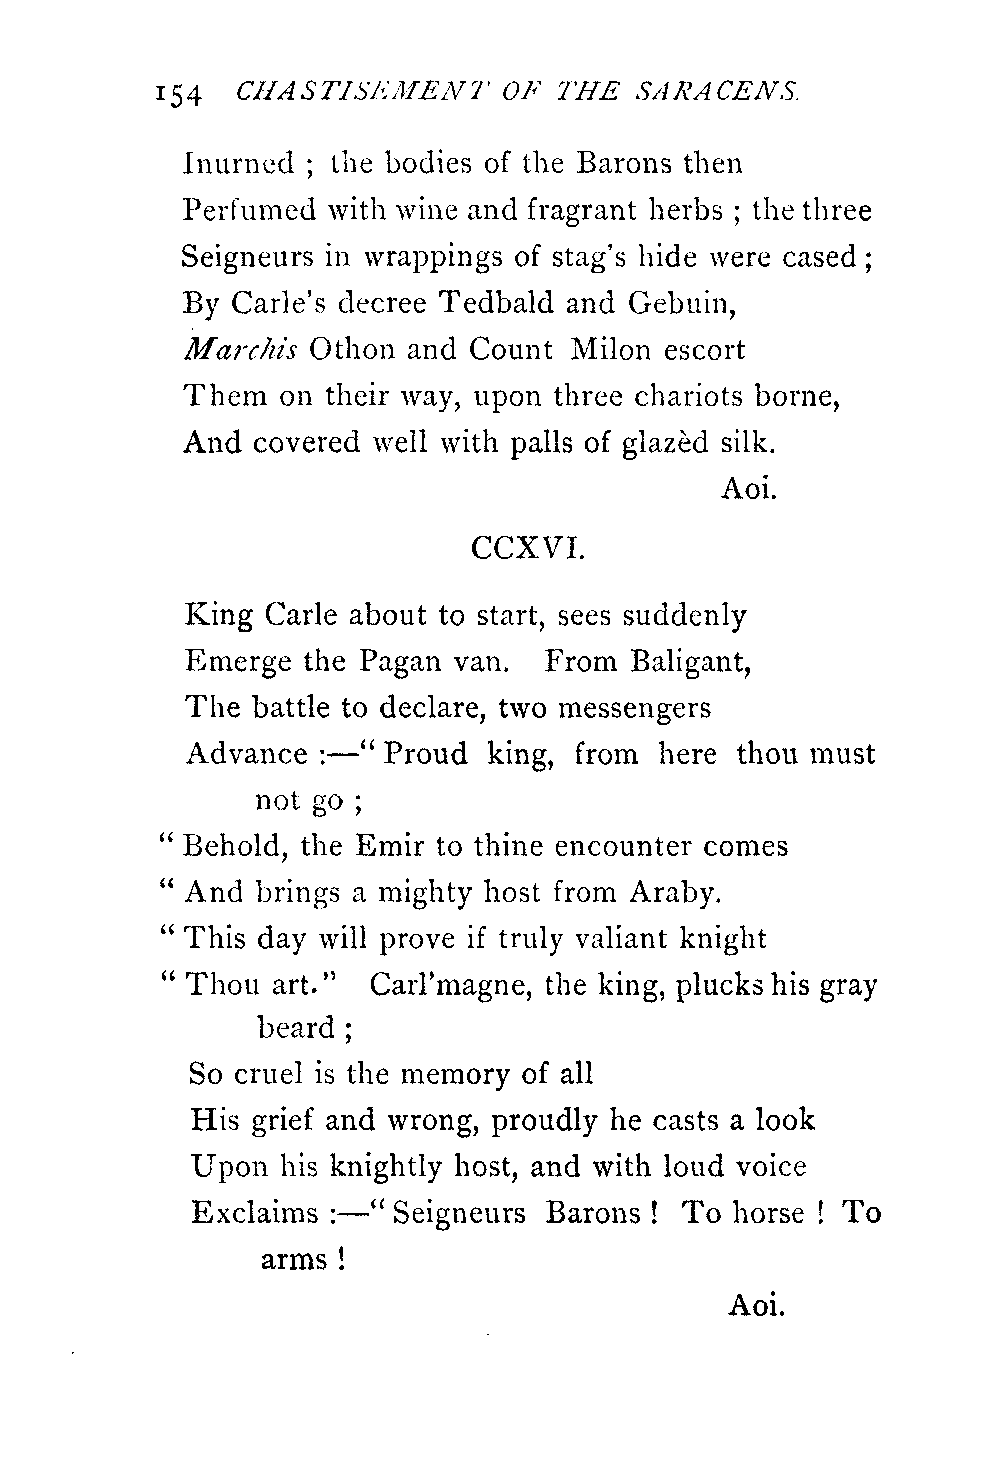 154 CHASTISEMENT OF THE SARACENS.
Inurned ; the bodies of the Barons then
Perfumed with wine and fragrant herbs ; the three
Seigneurs in wrappings of stag's hide were cased ;
By Carle's decree Tedbald and Gebuin,
Marchis Othon and Count Milon escort
Them on their way, upon three chariots borne,
And covered well with palls of glazèd silk.
Aoi.
CCXVI.
King Carle about to start, sees suddenly
Emerge the Pagan van. From Baligant,
The battle to declare, two messengers
Advance :—“ Proud king, from here thou must
not go ;
“ Behold, the Emir to thine encounter comes
“ And brings a mighty host from Araby.
“ This day will prove if truly valiant knight
“ Thou art.” Carl'magne, the king, plucks his gray
beard ;
So cruel is the memory of all
His grief and wrong, proudly he casts a look
Upon his knightly host, and with loud voice
Exclaims :—“ Seigneurs Barons ! To horse ! To
arms !
Aoi.